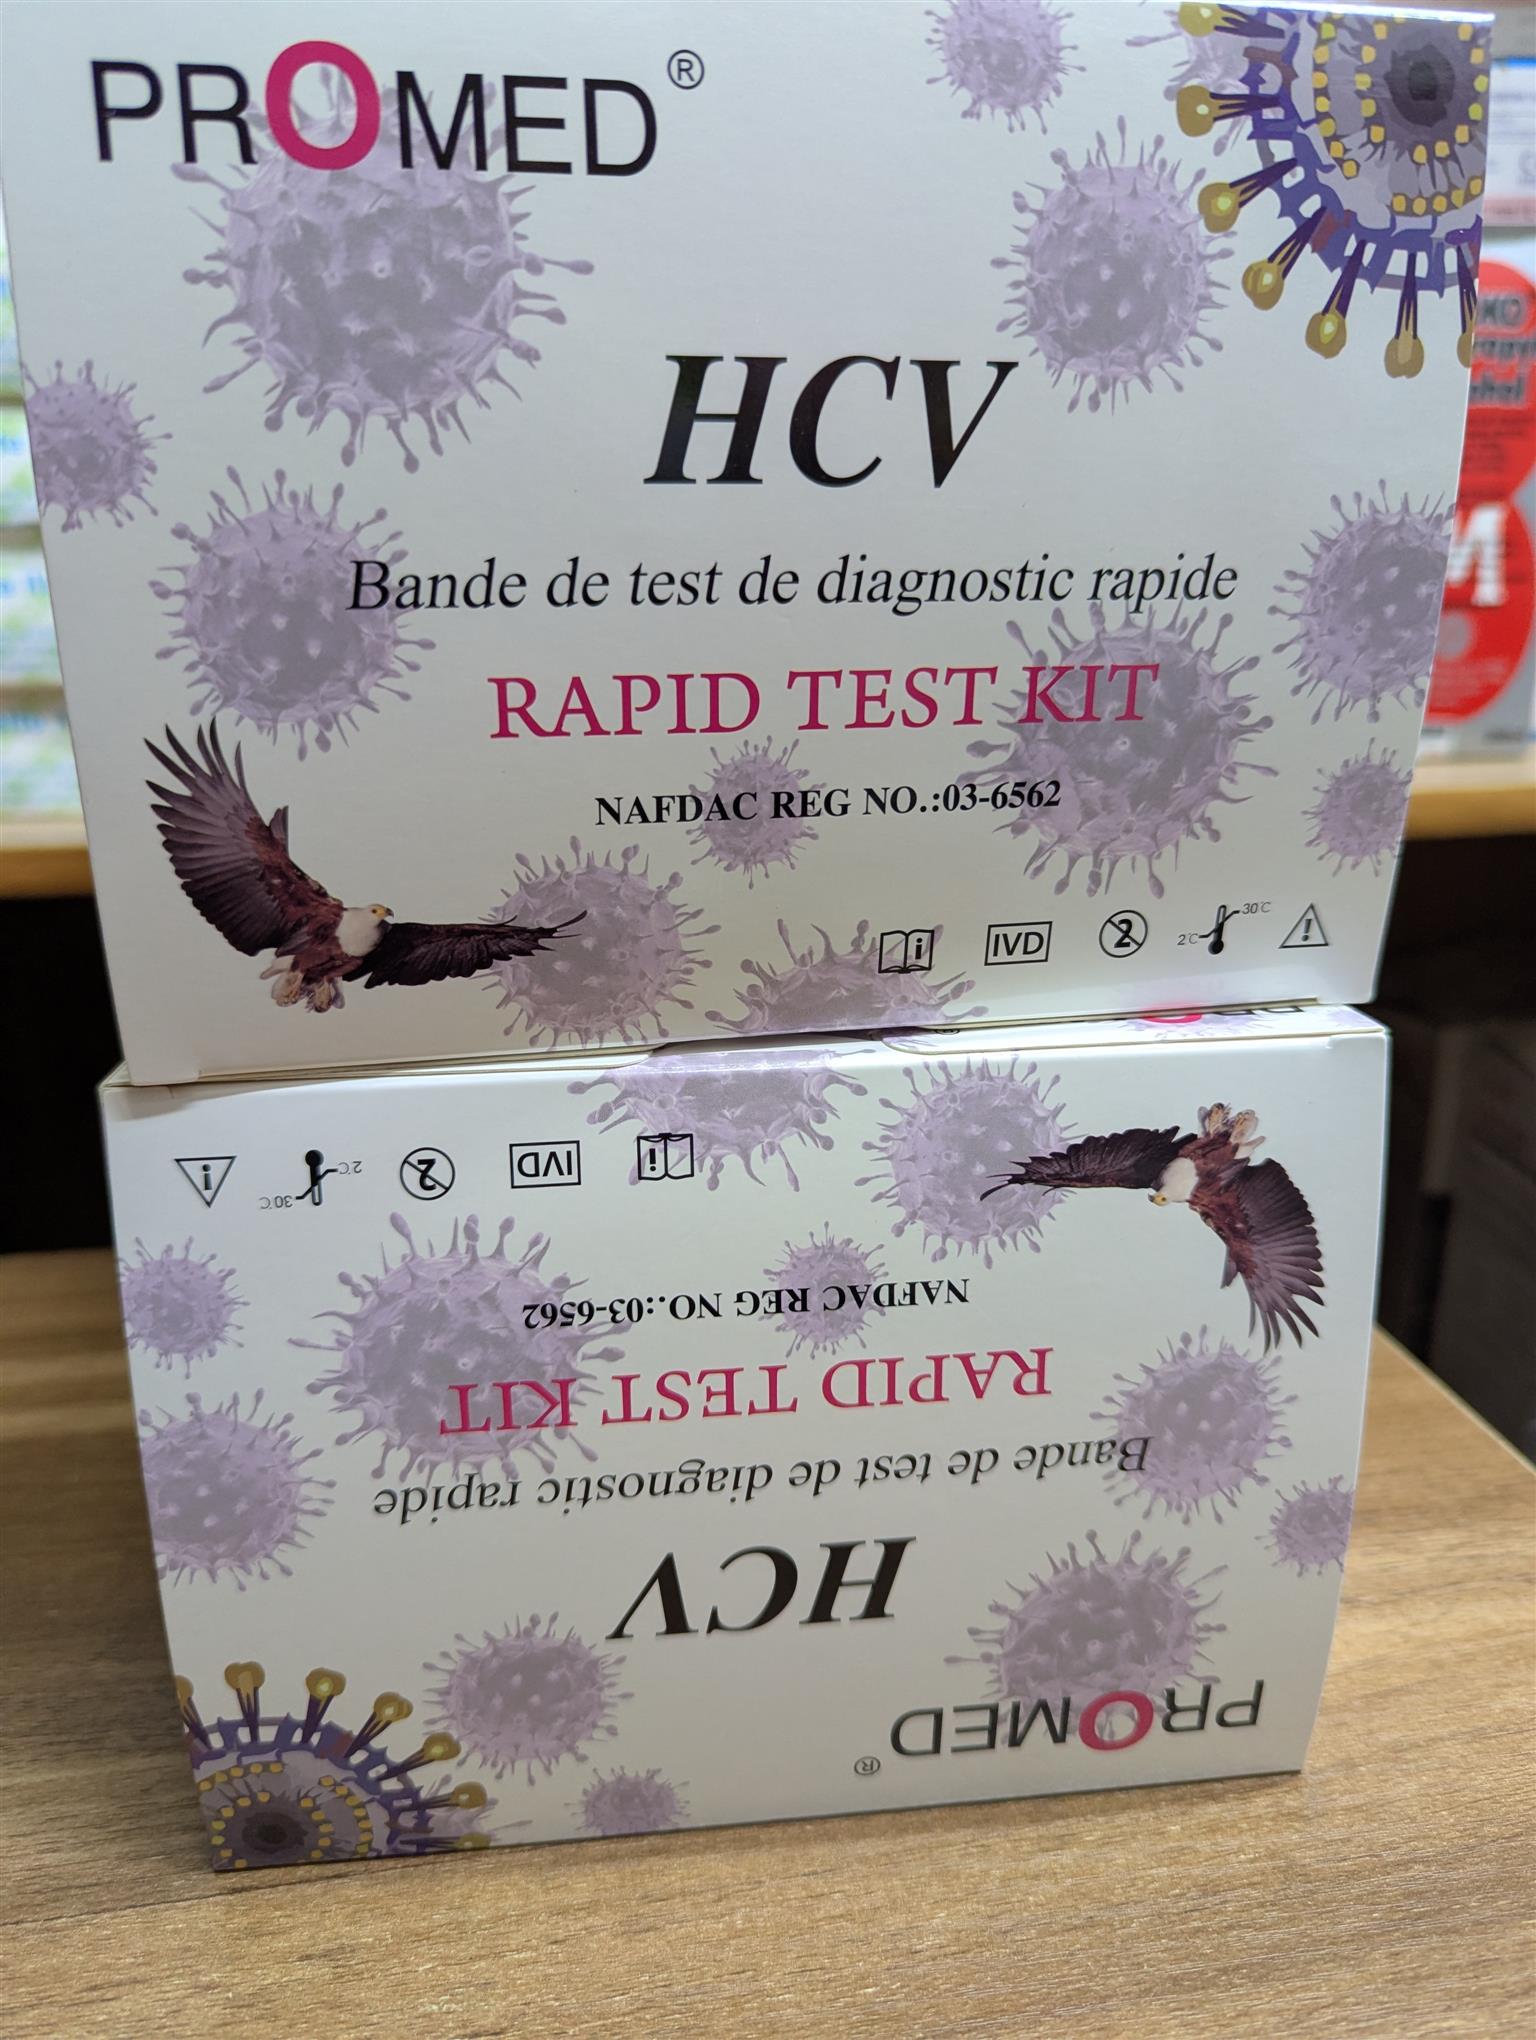 PROMED®
HCV
Bande de test de diagnostic rapide
RAPID TEST KIT
NAFDAC REG NO.:03-6562
i
IVD
2
2℃
30℃
!
PROMED®
HCV
Bande de test de diagnostic rapide
RAPID TEST KIT
NAFDAC REG NO.:03-6562
i
IVD
2
2℃
30℃
!
M